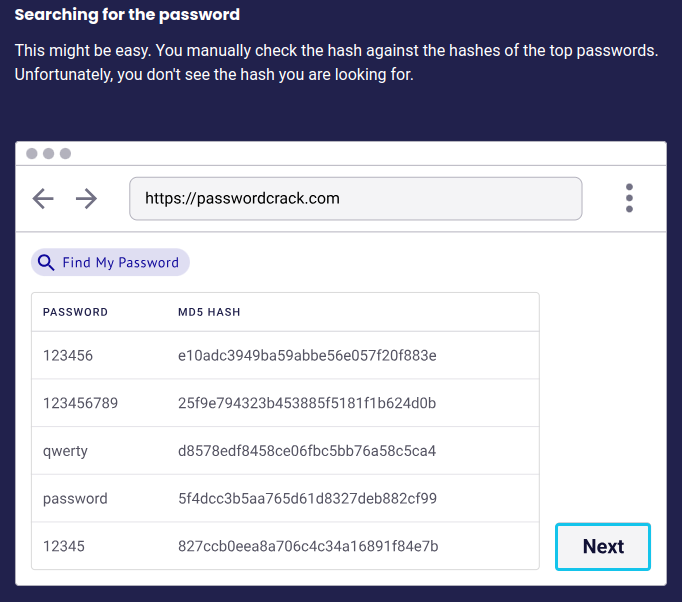 Searching for the password
This might be easy. You manually check the hash against the hashes of the top passwords.
Unfortunately, you don't see the hash you are looking for.
https://passwordcrack.com
Find My Password
PASSWORD MD5 HASH
123456 e10adc3949ba59abbe56e057f20f883e
123456789 25f9e794323b453885f5181f1b624d0b
qwerty d8578edf8458ce06fbc5bb76a58c5ca4
password 5f4dcc3b5aa765d61d8327deb882cf99
12345 827ccb0eea8a706c4c34a16891f84e7b
Next